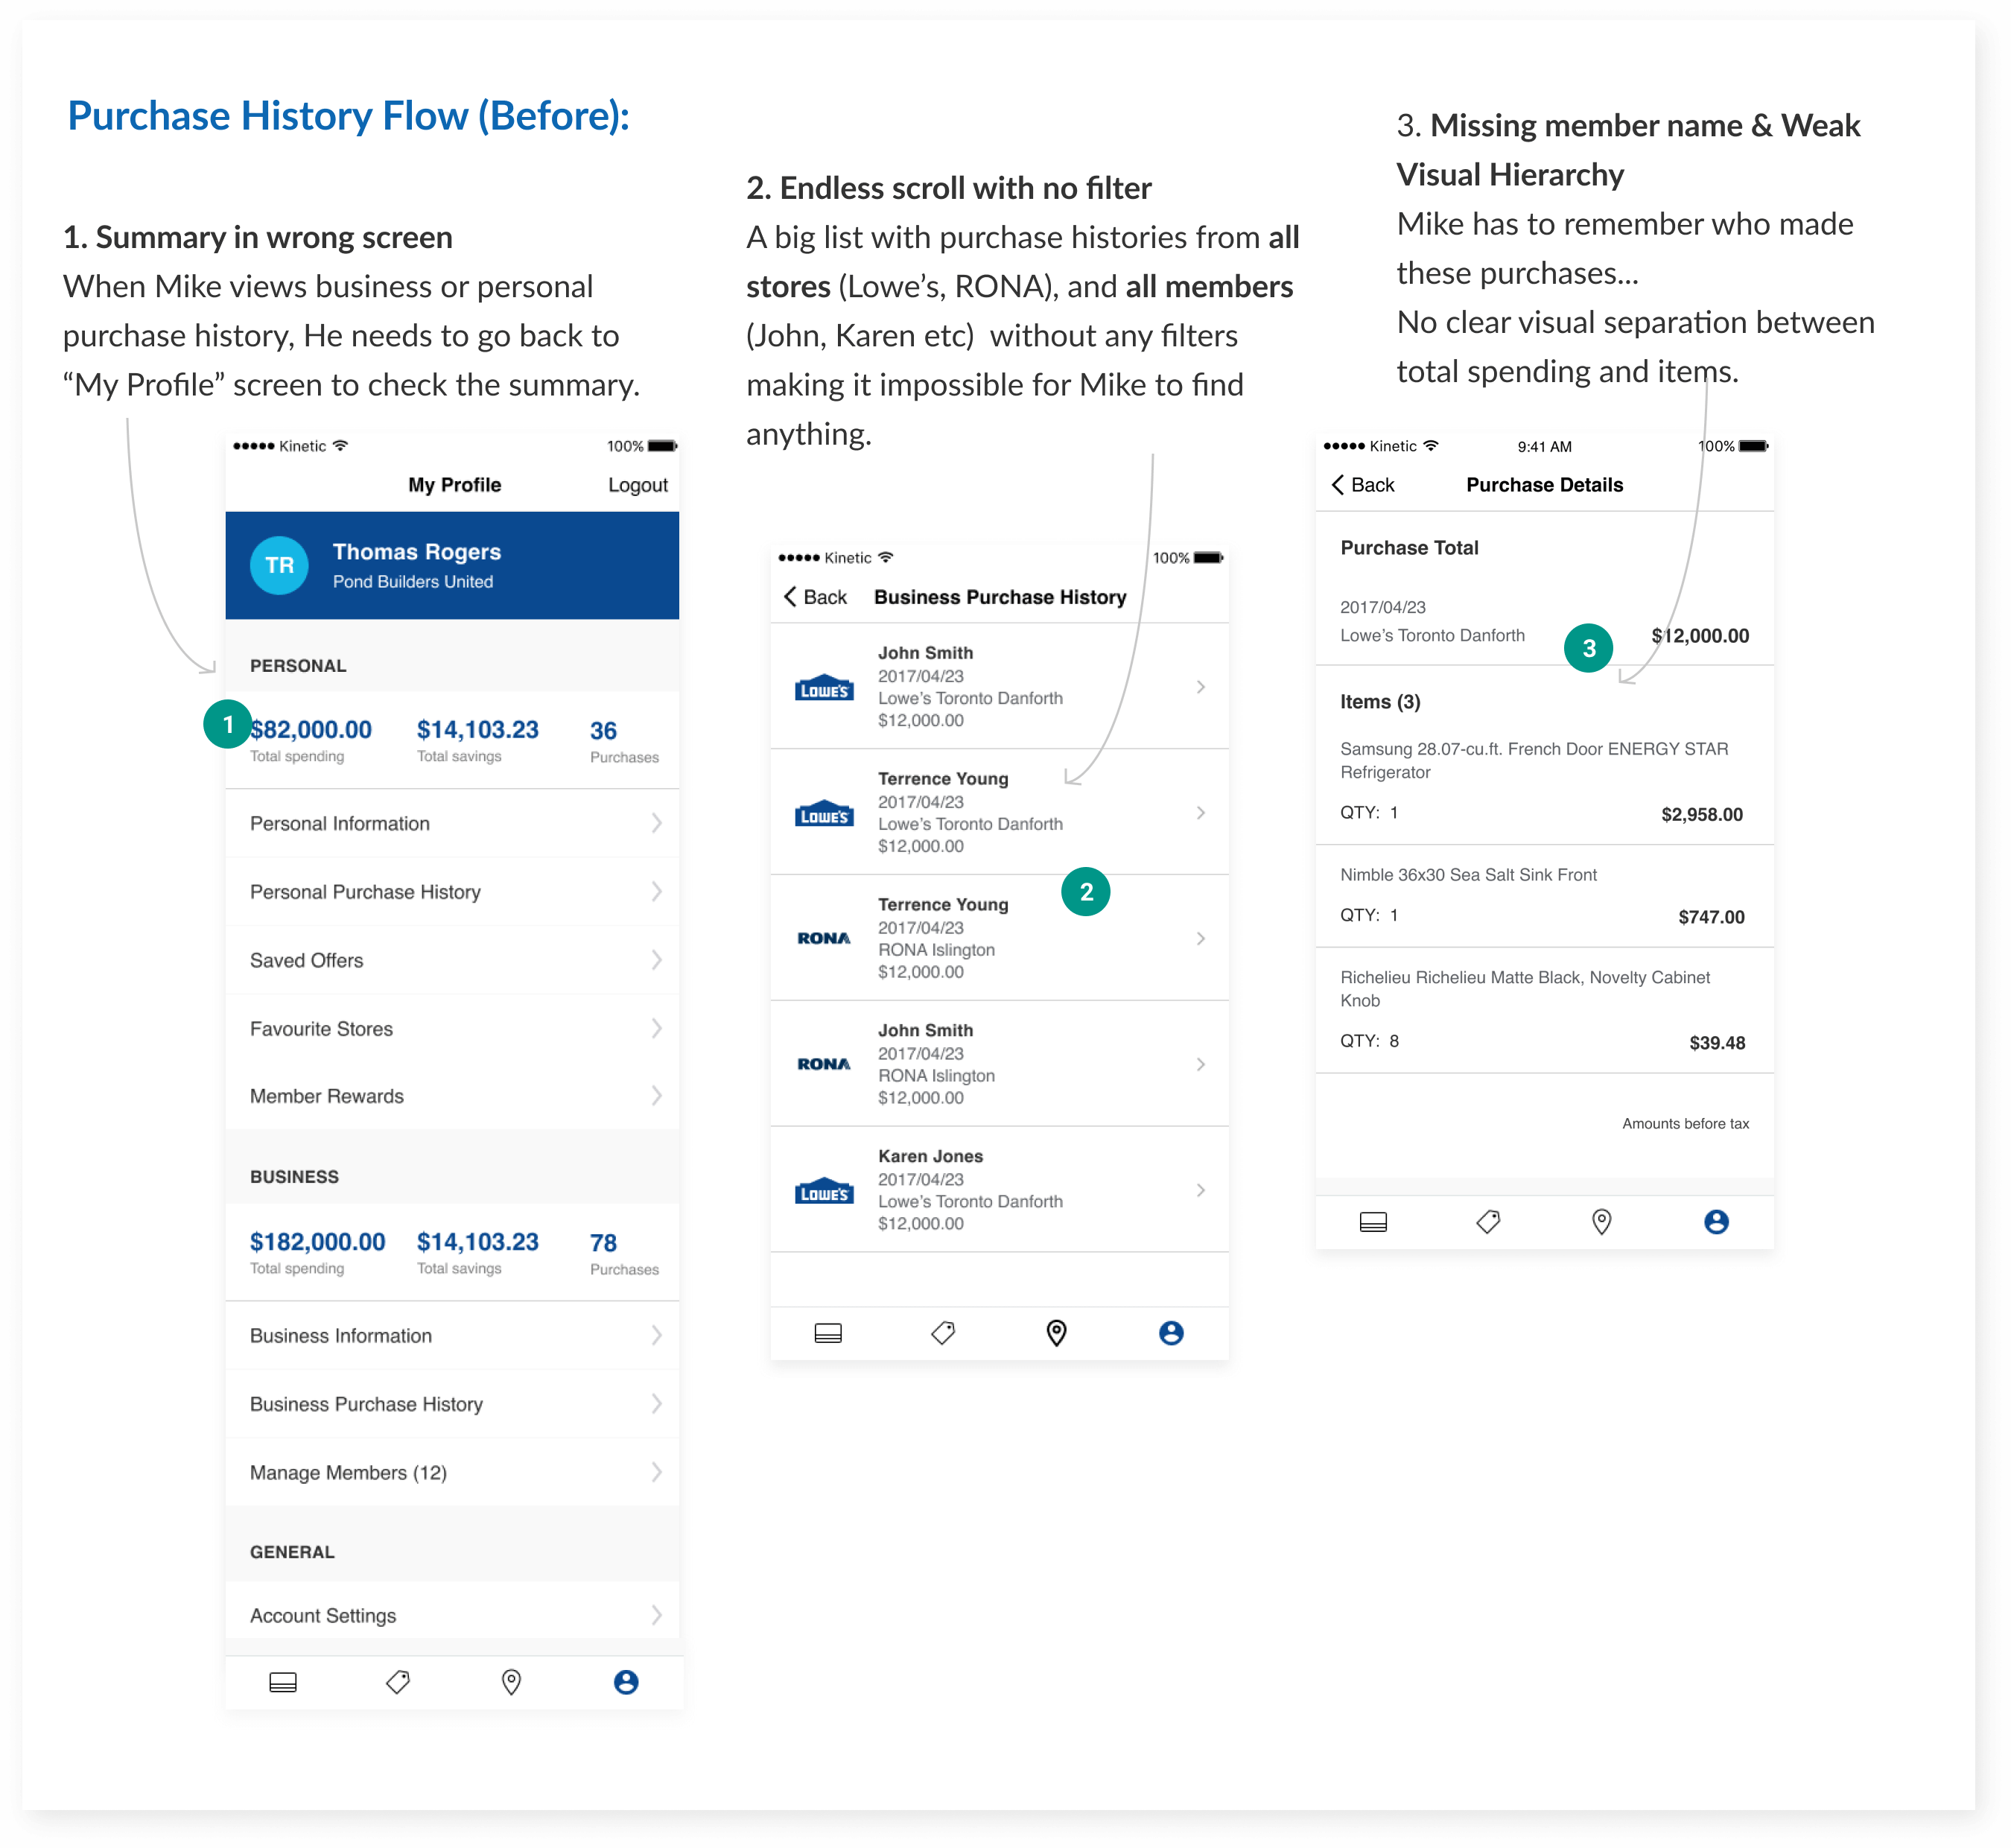 Purchase History Flow (Before):
1. Summary in wrong screen
When Mike views business or personal
purchase history, He needs to go back to
“My Profile” screen to check the summary.
2. Endless scroll with no filter
A big list with purchase histories from all
stores (Lowe’s, RONA), and all members
(John, Karen etc)  without any filters
making it impossible for Mike to find
anything.
3. Missing member name & Weak
Visual Hierarchy
Mike has to remember who made
these purchases...
No clear visual separation between
total spending and items.
Kinetic 100%
My Profile Logout
TR
Thomas Rogers
Pond Builders United
PERSONAL
1
$82,000.00 $14,103.23 36
Total spending Total savings Purchases
Personal Information
Personal Purchase History
Saved Offers
Favourite Stores
Member Rewards
BUSINESS
$182,000.00 $14,103.23 78
Total spending Total savings Purchases
Business Information
Business Purchase History
Manage Members (12)
GENERAL
Account Settings
Kinetic 100%
Back Business Purchase History
LOWE'S
John Smith
2017/04/23
Lowe’s Toronto Danforth
$12,000.00
LOWE'S
Terrence Young
2017/04/23
Lowe’s Toronto Danforth
$12,000.00
2
RONA
Terrence Young
2017/04/23
RONA Islington
$12,000.00
RONA
John Smith
2017/04/23
RONA Islington
$12,000.00
LOWE'S
Karen Jones
2017/04/23
Lowe’s Toronto Danforth
$12,000.00
Kinetic 9:41 AM 100%
Back Purchase Details
Purchase Total
2017/04/23
Lowe’s Toronto Danforth $12,000.00
3
Items (3)
Samsung 28.07-cu.ft. French Door ENERGY STAR
Refrigerator
QTY: 1 $2,958.00
Nimble 36x30 Sea Salt Sink Front
QTY: 1 $747.00
Richelieu Richelieu Matte Black, Novelty Cabinet
Knob
QTY: 8 $39.48
Amounts before tax